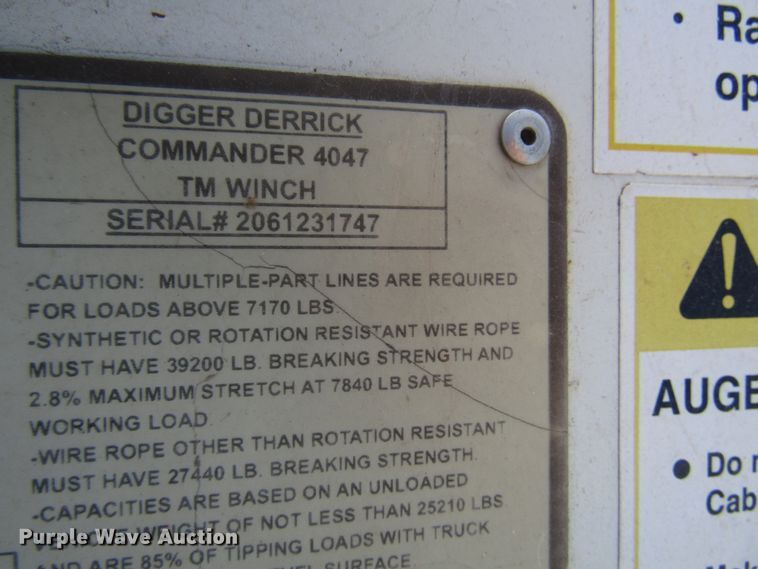 DIGGER DERRICK
COMMANDER 4047
TM WINCH
SERIAL# 2061231747
-CAUTION: MULTIPLE-PART LINES ARE REQUIRED
FOR LOADS ABOVE 7170 LBS.
-SYNTHETIC OR ROTATION RESISTANT WIRE ROPE
MUST HAVE 39200 LB. BREAKING STRENGTH AND
2.8% MAXIMUM STRETCH AT 7840 LB SAFE
WORKING LOAD
-WIRE ROPE OTHER THAN ROTATION RESISTANT
MUST HAVE 27440 LB. BREAKING STRENGTH.
-CAPACITIES ARE BASED ON AN UNLOADED
WEIGHT OF NOT LESS THAN 25210 LBS
AND ARE 85% OF TIPPING LOADS WITH TRUCK
SURFACE.
• Ra
op
!
AUGE
• Do
Cab
Purple Wave Auction